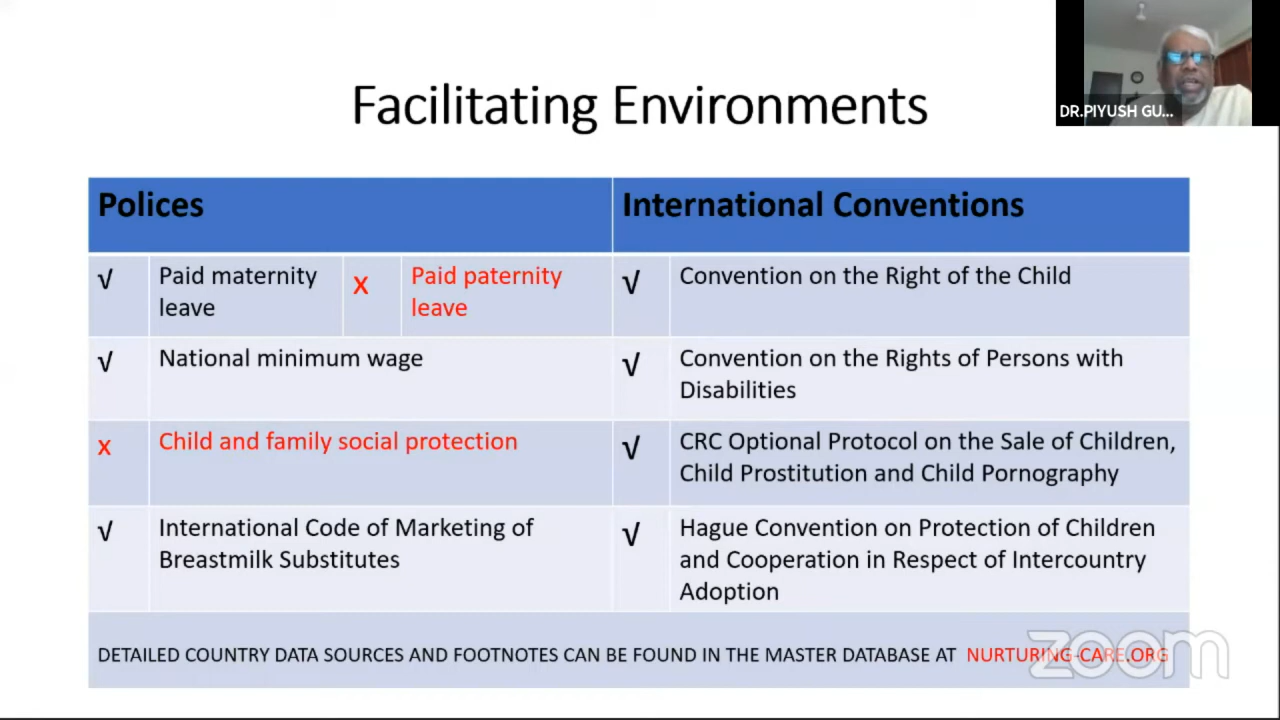 DR.PIYUSH GU...
Facilitating Environments
Polices
International Conventions
√ Paid maternity
leave
x Paid paternity
leave
√ Convention on the Right of the Child
√ National minimum wage
√ Convention on the Rights of Persons with
Disabilities
x Child and family social protection
√ CRC Optional Protocol on the Sale of Children,
Child Prostitution and Child Pornography
√ International Code of Marketing of
Breastmilk Substitutes
√ Hague Convention on Protection of Children
and Cooperation in Respect of Intercountry
Adoption
DETAILED COUNTRY DATA SOURCES AND FOOTNOTES CAN BE FOUND IN THE MASTER DATABASE AT NURTURING-CARE.ORG
zoom